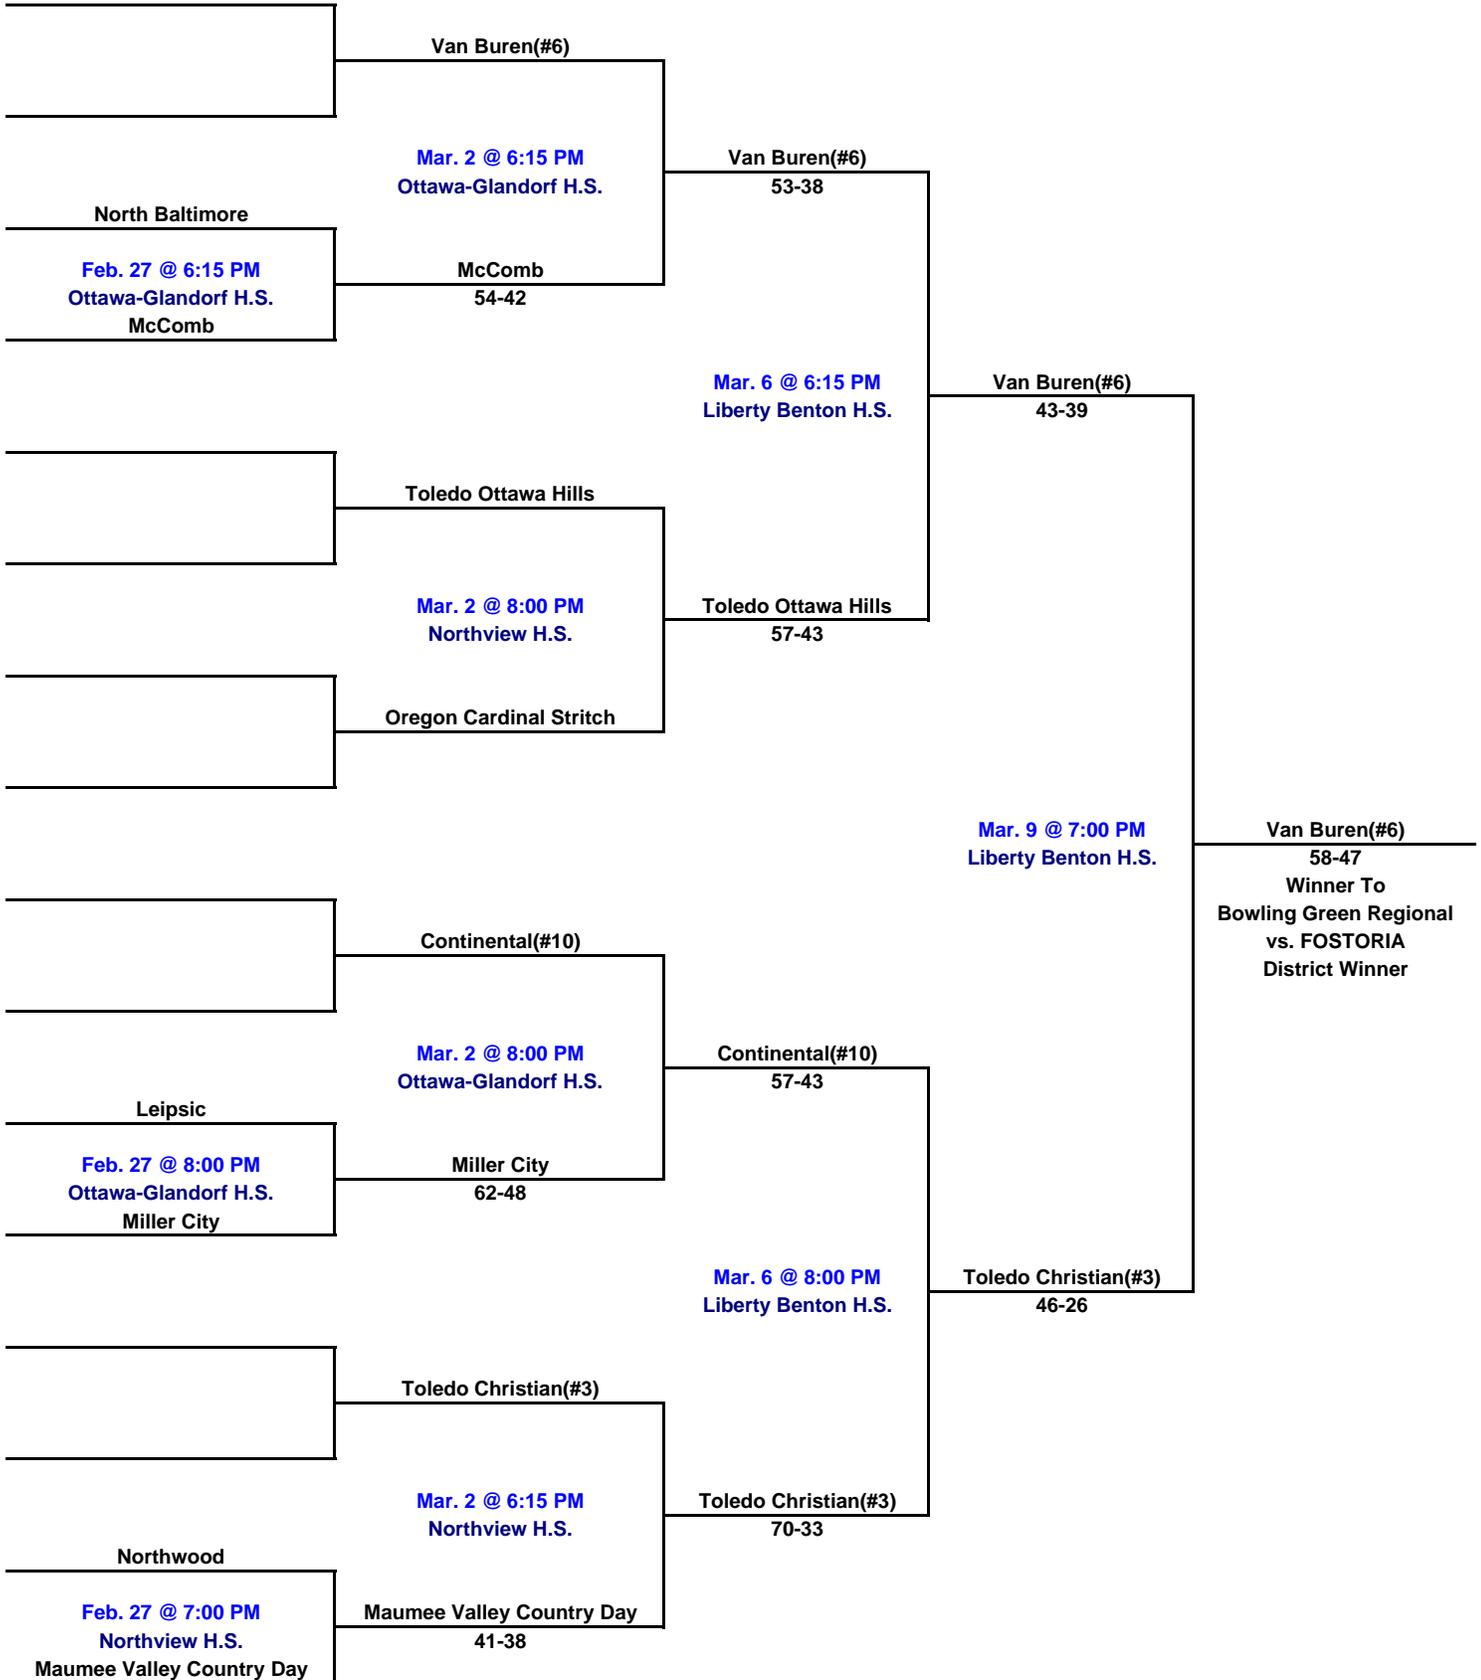 Van Buren(#6)
Mar. 2 @ 6:15 PM
Ottawa-Glandorf H.S.
Van Buren(#6)
53-38
North Baltimore
Feb. 27 @ 6:15 PM
Ottawa-Glandorf H.S.
McComb
McComb
54-42
Mar. 6 @ 6:15 PM
Liberty Benton H.S.
Van Buren(#6)
43-39
Toledo Ottawa Hills
Mar. 2 @ 8:00 PM
Northview H.S.
Toledo Ottawa Hills
57-43
Oregon Cardinal Stritch
Mar. 9 @ 7:00 PM
Liberty Benton H.S.
Van Buren(#6)
58-47
Winner To
Bowling Green Regional
vs. FOSTORIA
District Winner
Continental(#10)
Mar. 2 @ 8:00 PM
Ottawa-Glandorf H.S.
Continental(#10)
57-43
Leipsic
Feb. 27 @ 8:00 PM
Ottawa-Glandorf H.S.
Miller City
Miller City
62-48
Mar. 6 @ 8:00 PM
Liberty Benton H.S.
Toledo Christian(#3)
46-26
Toledo Christian(#3)
Mar. 2 @ 6:15 PM
Northview H.S.
Toledo Christian(#3)
70-33
Northwood
Feb. 27 @ 7:00 PM
Northview H.S.
Maumee Valley Country Day
Maumee Valley Country Day
41-38